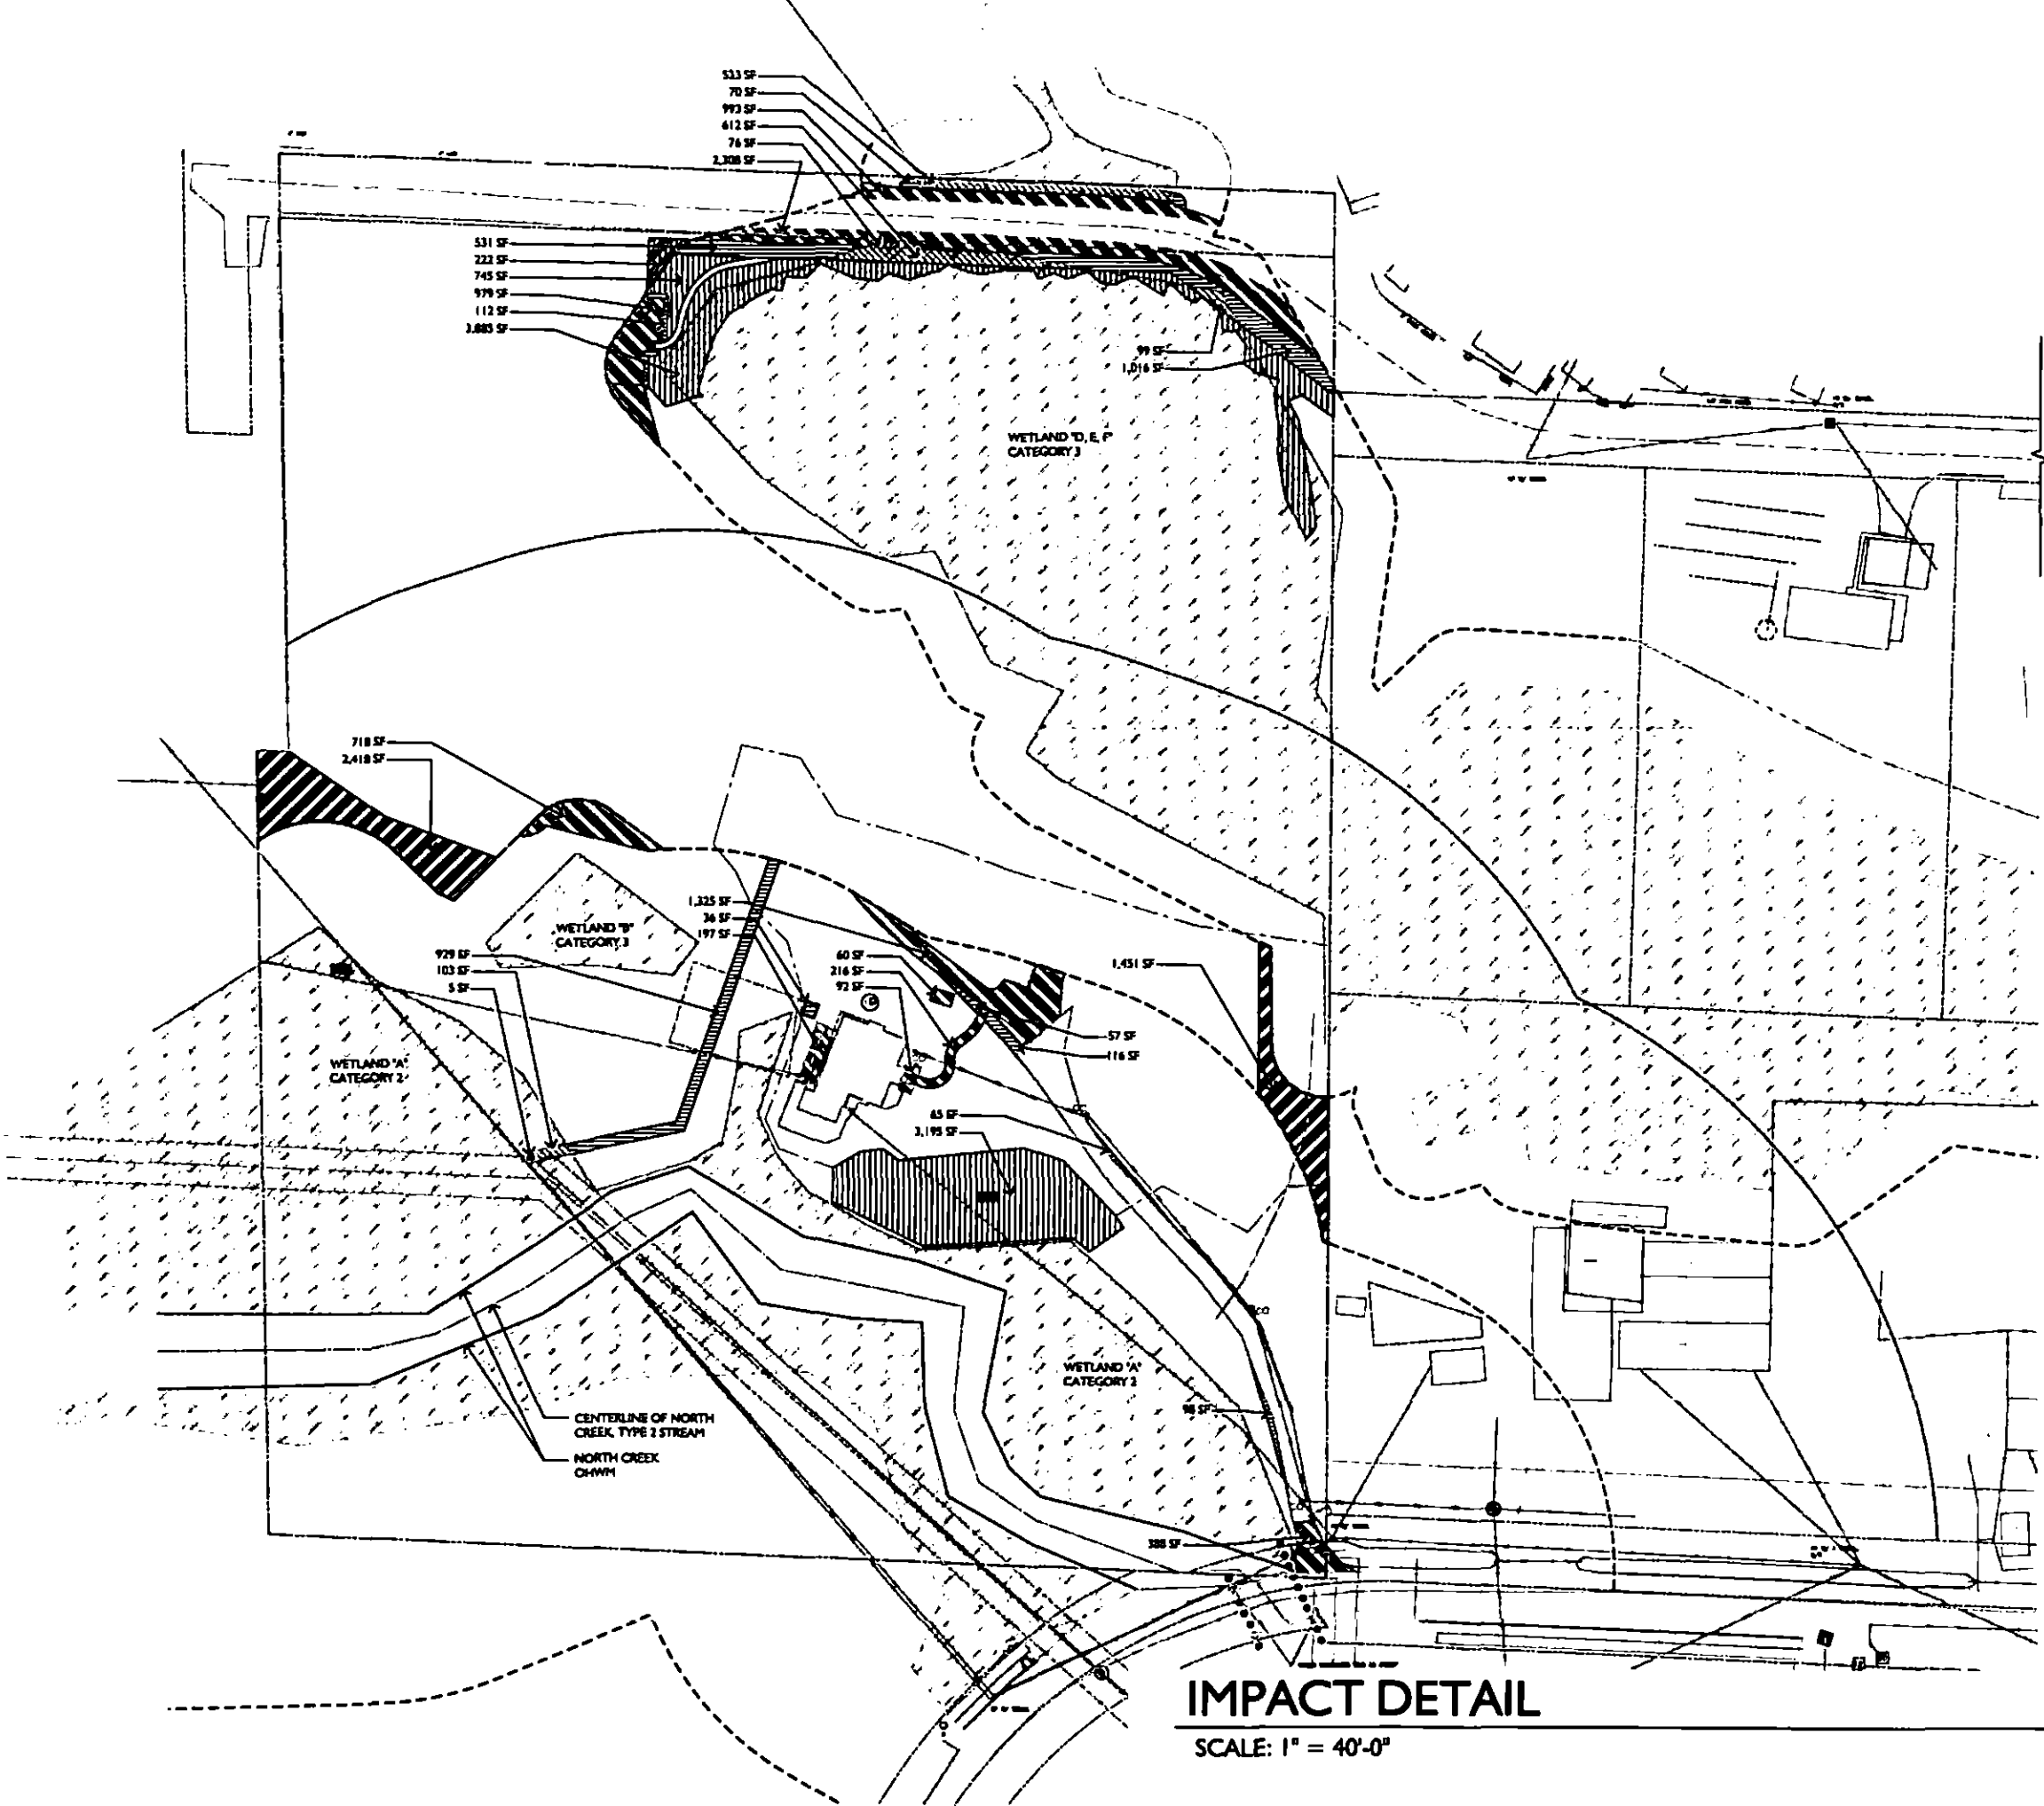 533 SF
70 SF
993 SF
612 SF
76 SF
2,308 SF
531 SF
222 SF
745 SF
979 SF
112 SF
3,885 SF
99 SF
1,016 SF
WETLAND "D, E, F"
CATEGORY 3
718 SF
2,418 SF
1,325 SF
36 SF
197 SF
WETLAND "B"
CATEGORY 3
929 SF
103 SF
5 SF
60 SF
216 SF
92 SF
1,451 SF
57 SF
116 SF
WETLAND "A"
CATEGORY 2
65 SF
3,195 SF
WETLAND "A"
CATEGORY 2
98 SF
CENTERLINE OF NORTH
CREEK, TYPE 2 STREAM
NORTH CREEK
OHWM
388 SF
IMPACT DETAIL
SCALE: 1" = 40'-0"